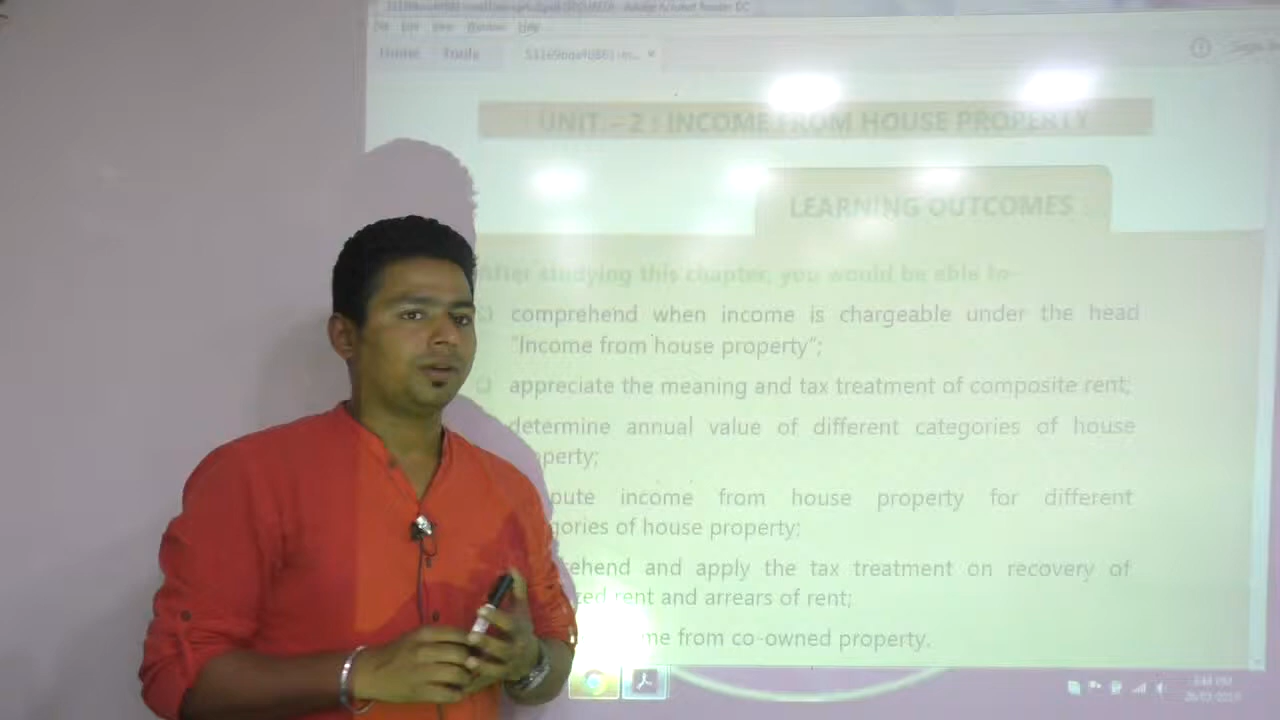 Home Tools
UNIT – 2 : INCOME FROM HOUSE PROPERTY
LEARNING OUTCOMES
After studying this chapter, you would be able to-
comprehend when income is chargeable under the head
"Income from house property";
appreciate the meaning and tax treatment of composite rent;
determine annual value of different categories of house
perty;
pute income from house property for different
gories of house property;
rehend and apply the tax treatment on recovery of
rent and arrears of rent;
me from co-owned property.